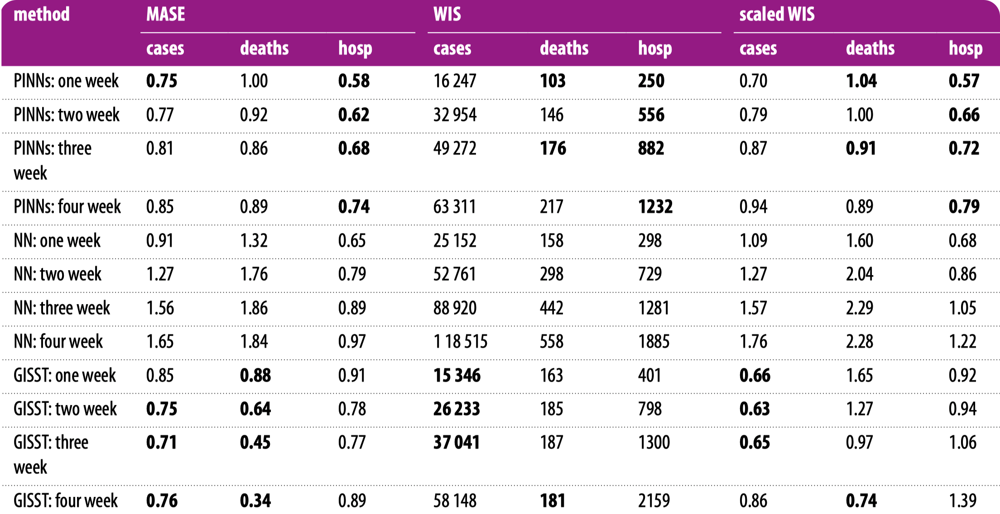 method MASE WIS scaled WIS
cases deaths hosp cases deaths hosp cases deaths hosp
PINNs: one week 0.75 1.00 0.58 16 247 103 250 0.70 1.04 0.57
PINNs: two week 0.77 0.92 0.62 32 954 146 556 0.79 1.00 0.66
PINNs: three 0.81 0.86 0.68 49 272 176 882 0.87 0.91 0.72
week
PINNs: four week 0.85 0.89 0.74 63 311 217 1232 0.94 0.89 0.79
NN: one week 0.91 1.32 0.65 25 152 158 298 1.09 1.60 0.68
NN: two week 1.27 1.76 0.79 52 761 298 729 1.27 2.04 0.86
NN: three week 1.56 1.86 0.89 88 920 442 1281 1.57 2.29 1.05
NN: four week 1.65 1.84 0.97 1 18 515 558 1885 1.76 2.28 1.22
GISST: one week 0.85 0.88 0.91 15 346 163 401 0.66 1.65 0.92
GISST: two week 0.75 0.64 0.78 26 233 185 798 0.63 1.27 0.94
GISST: three 0.71 0.45 0.77 37 041 187 1300 0.65 0.97 1.06
week
GISST: four week 0.76 0.34 0.89 58 148 181 2159 0.86 0.74 1.39